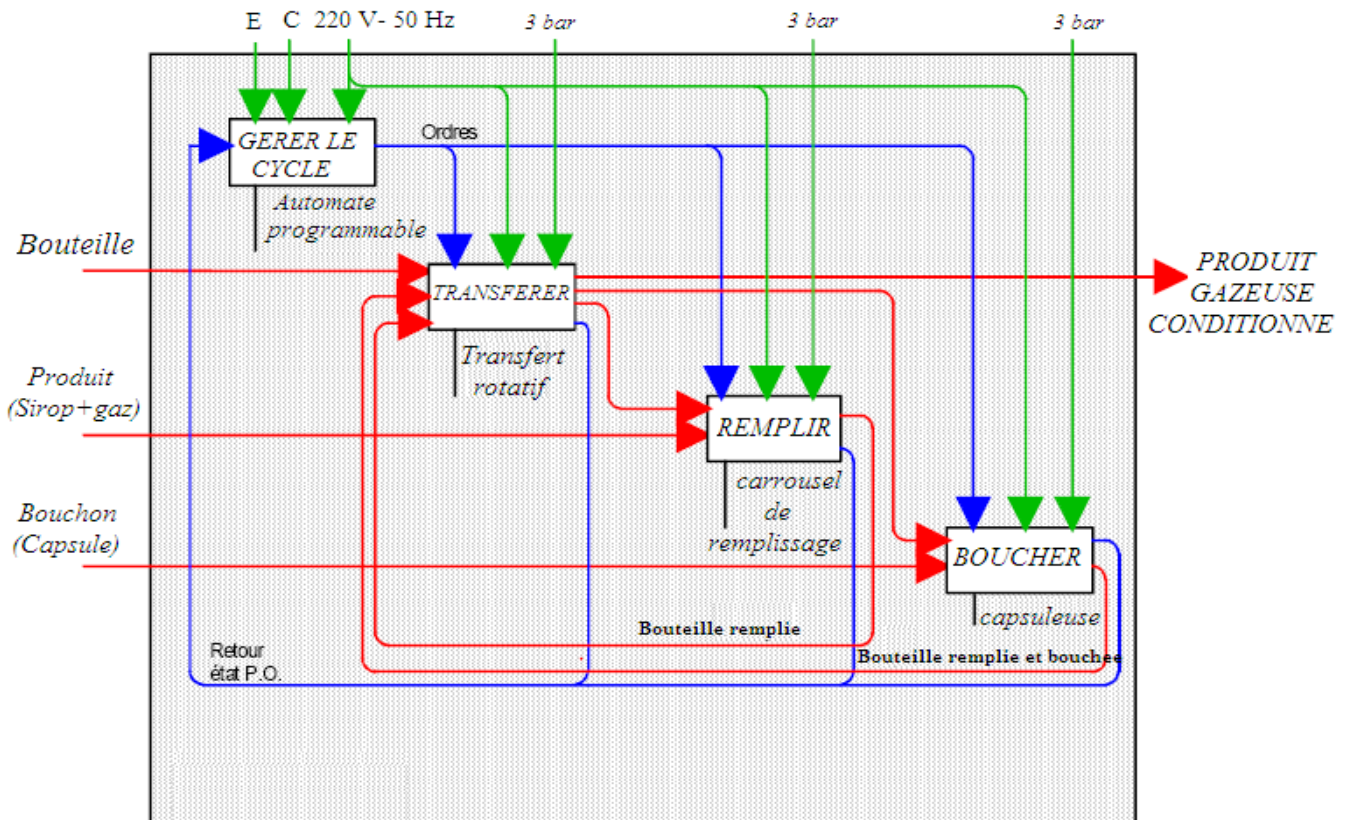 E C 220 V- 50 Hz 3 bar 3 bar 3 bar
GERER LE
CYCLE
Ordres
Automate
programmable
Bouteille
TRANSFERER
PRODUIT
GAZEUSE
CONDITIONNE
Transfert
rotatif
Produit
(Sirop+gaz)
REMPLIR
carrousel
de
remplissage
Bouchon
(Capsule)
BOUCHER
capsuleuse
Bouteille remplie
Bouteille remplie et bouchee
Retour
état P.O.